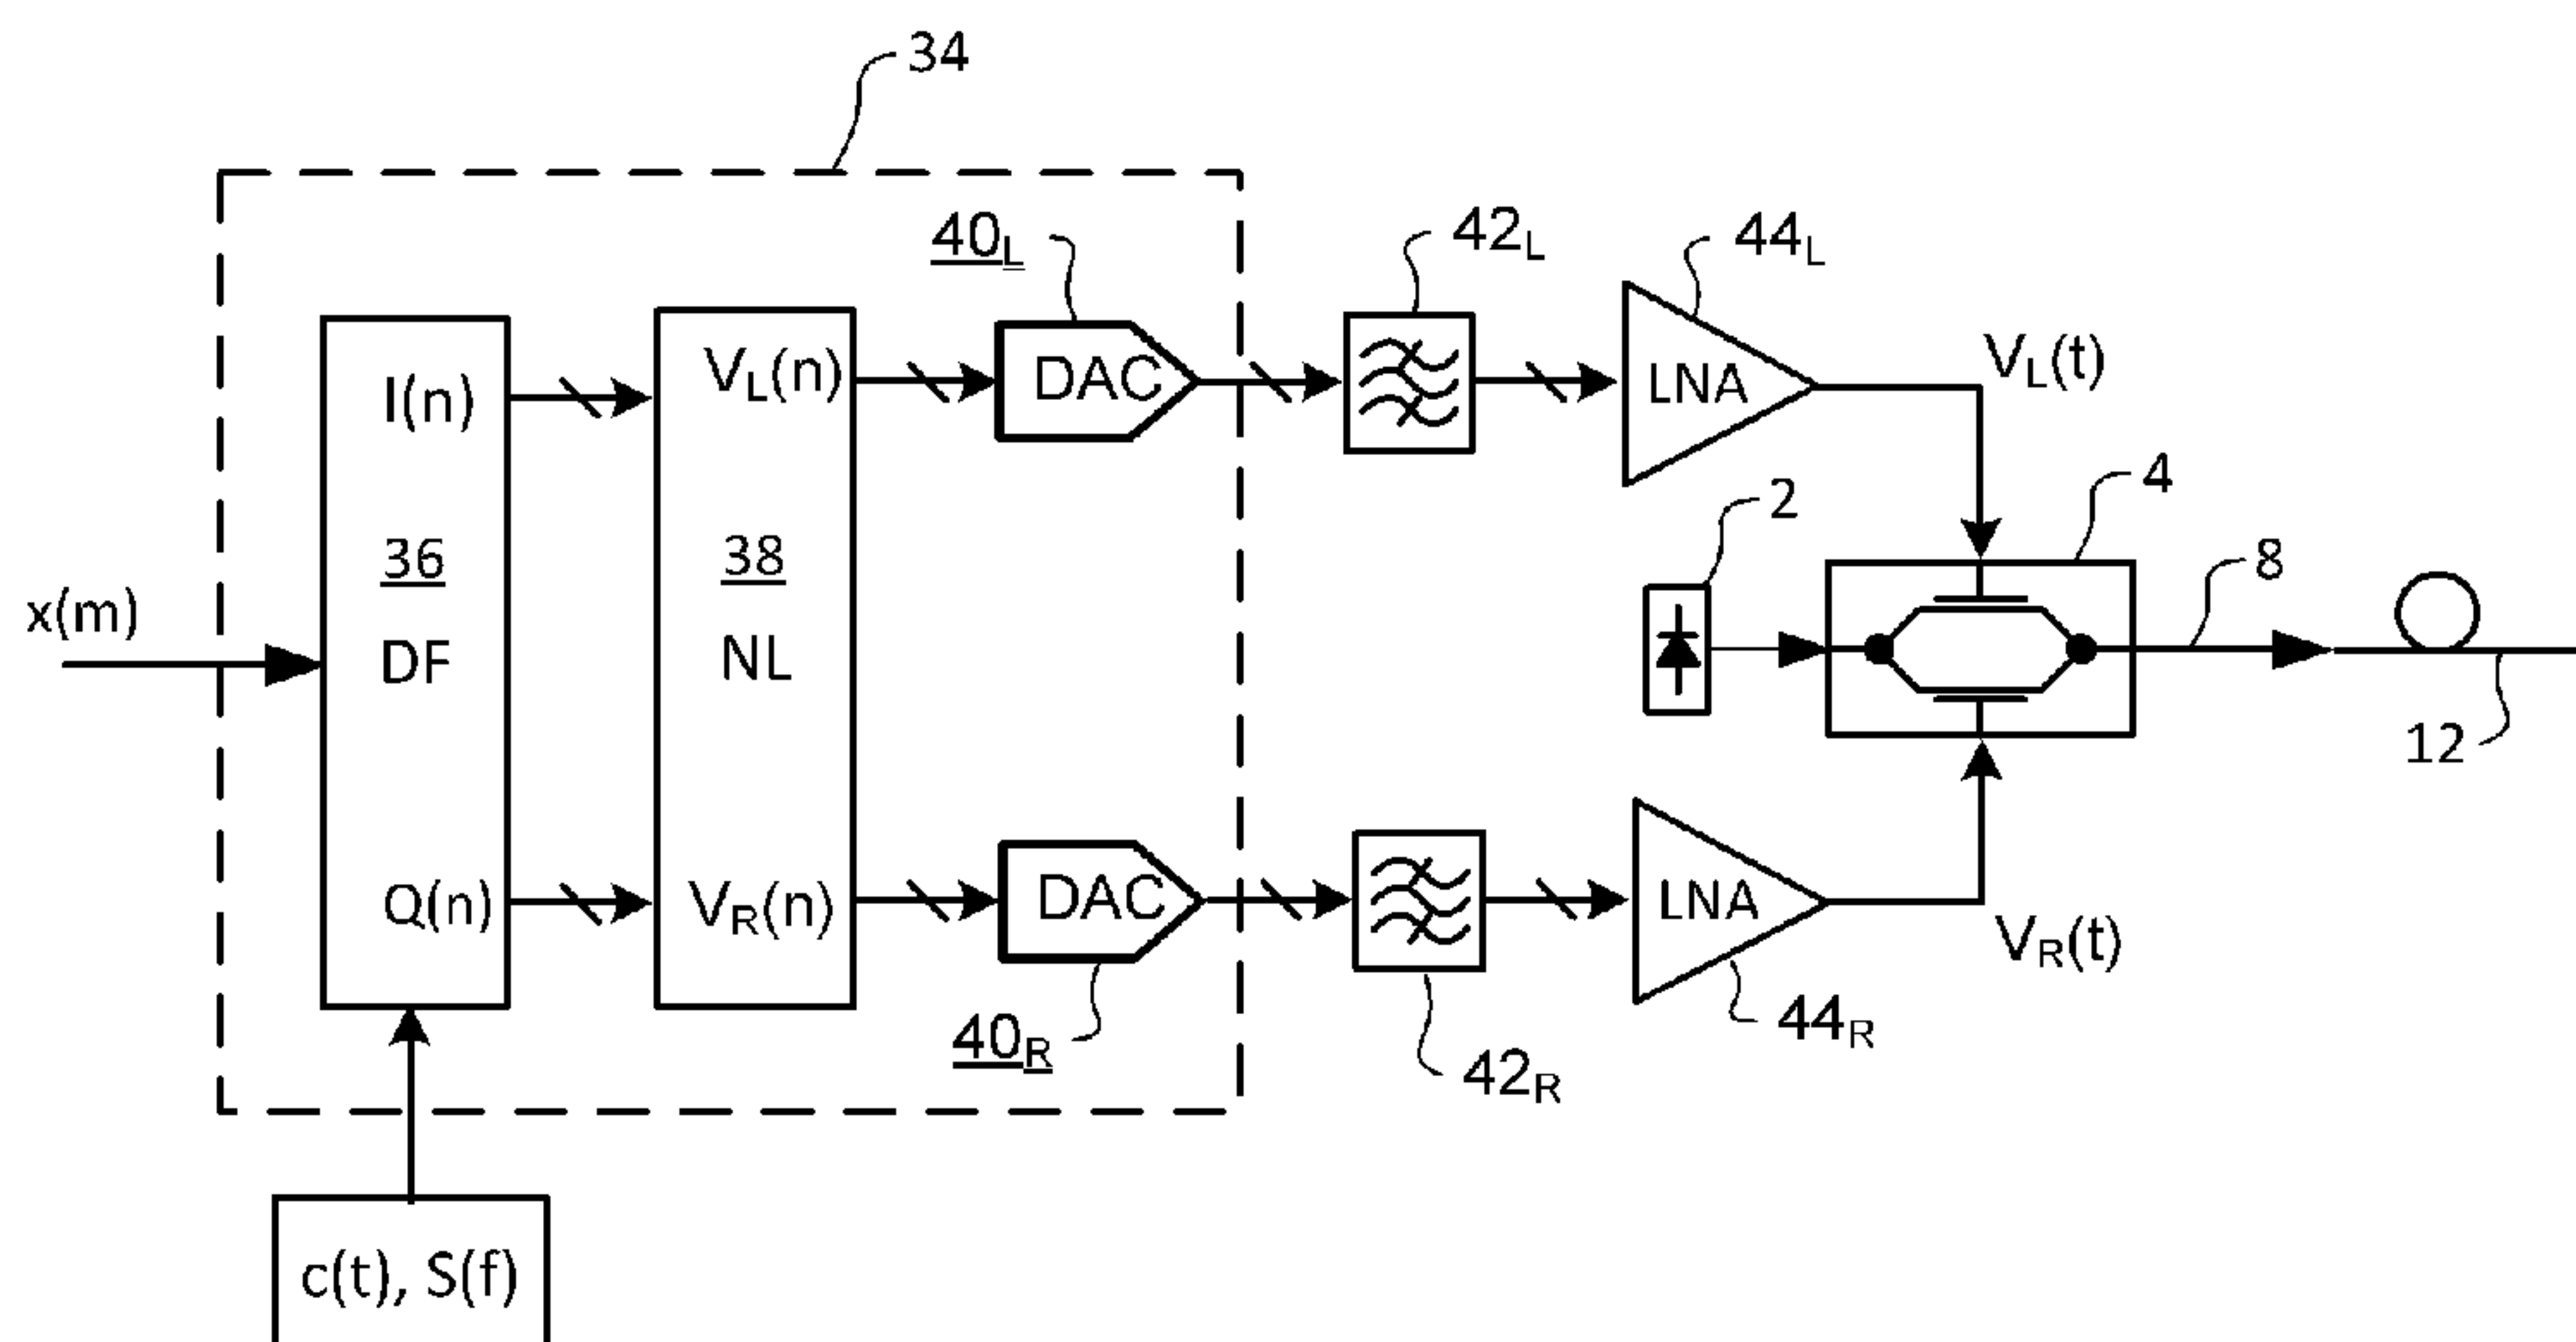 34
40L
42L
44L
I(n)
VL(n)
DAC
LNA
VL(t)
2
4
8
x(m)
36
DF
38
NL
12
Q(n)
VR(n)
DAC
LNA
VR(t)
40R
42R
44R
c(t), S(f)